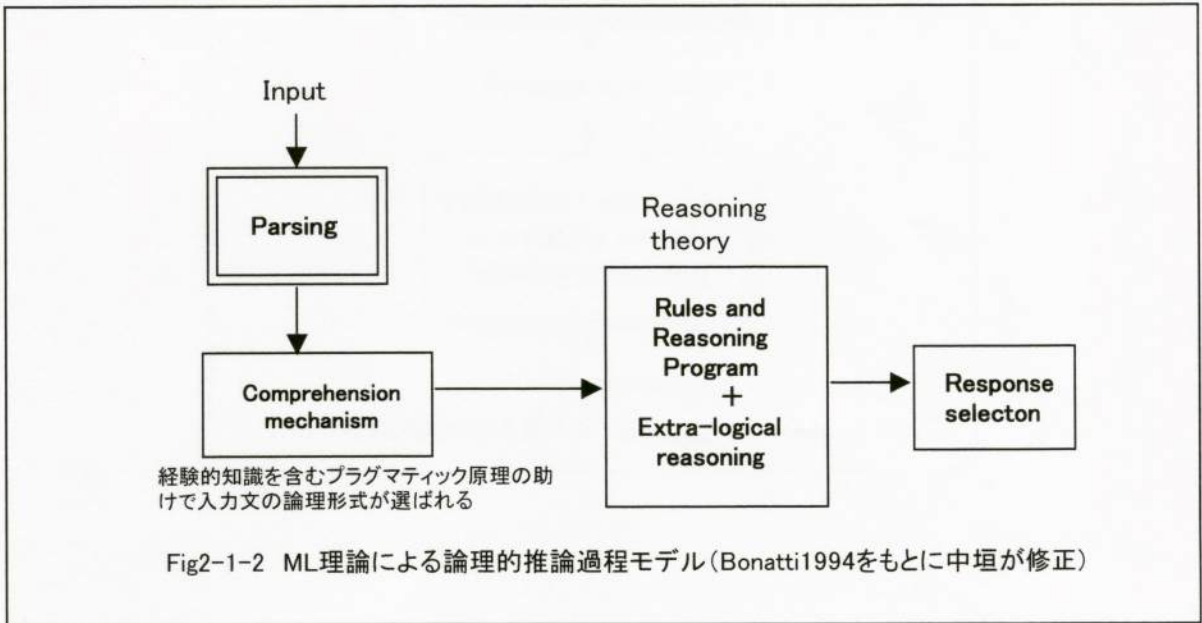 Input
Parsing
Comprehension
mechanism
経験的知識を含むプラグマティック原理の助
けで入力文の論理形式が選ばれる
Reasoning
theory
Rules and
Reasoning
Program
+
Extra-logical
reasoning
Response
selecton
Fig2-1-2 ML理論による論理的推論過程モデル(Bonatti1994をもとに中垣が修正)